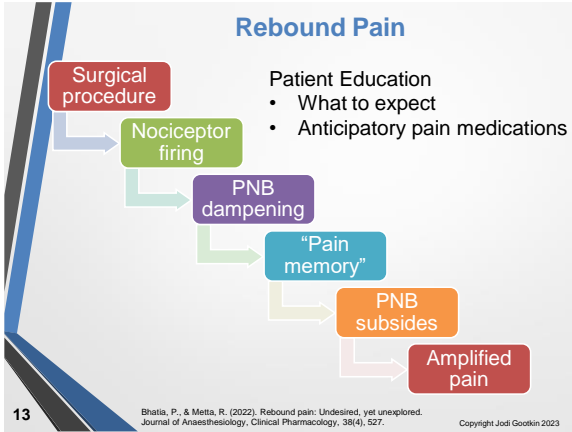 Rebound Pain
Surgical
procedure
Nociceptor
firing
PNB
dampening
“Pain
memory”
PNB
subsides
Amplified
pain
Patient Education
• What to expect
• Anticipatory pain medications
13
Bhatia, P., & Metta, R. (2022). Rebound pain: Undesired, yet unexplored.
Journal of Anaesthesiology, Clinical Pharmacology, 38(4), 527.
Copyright Jodi Gootkin 2023